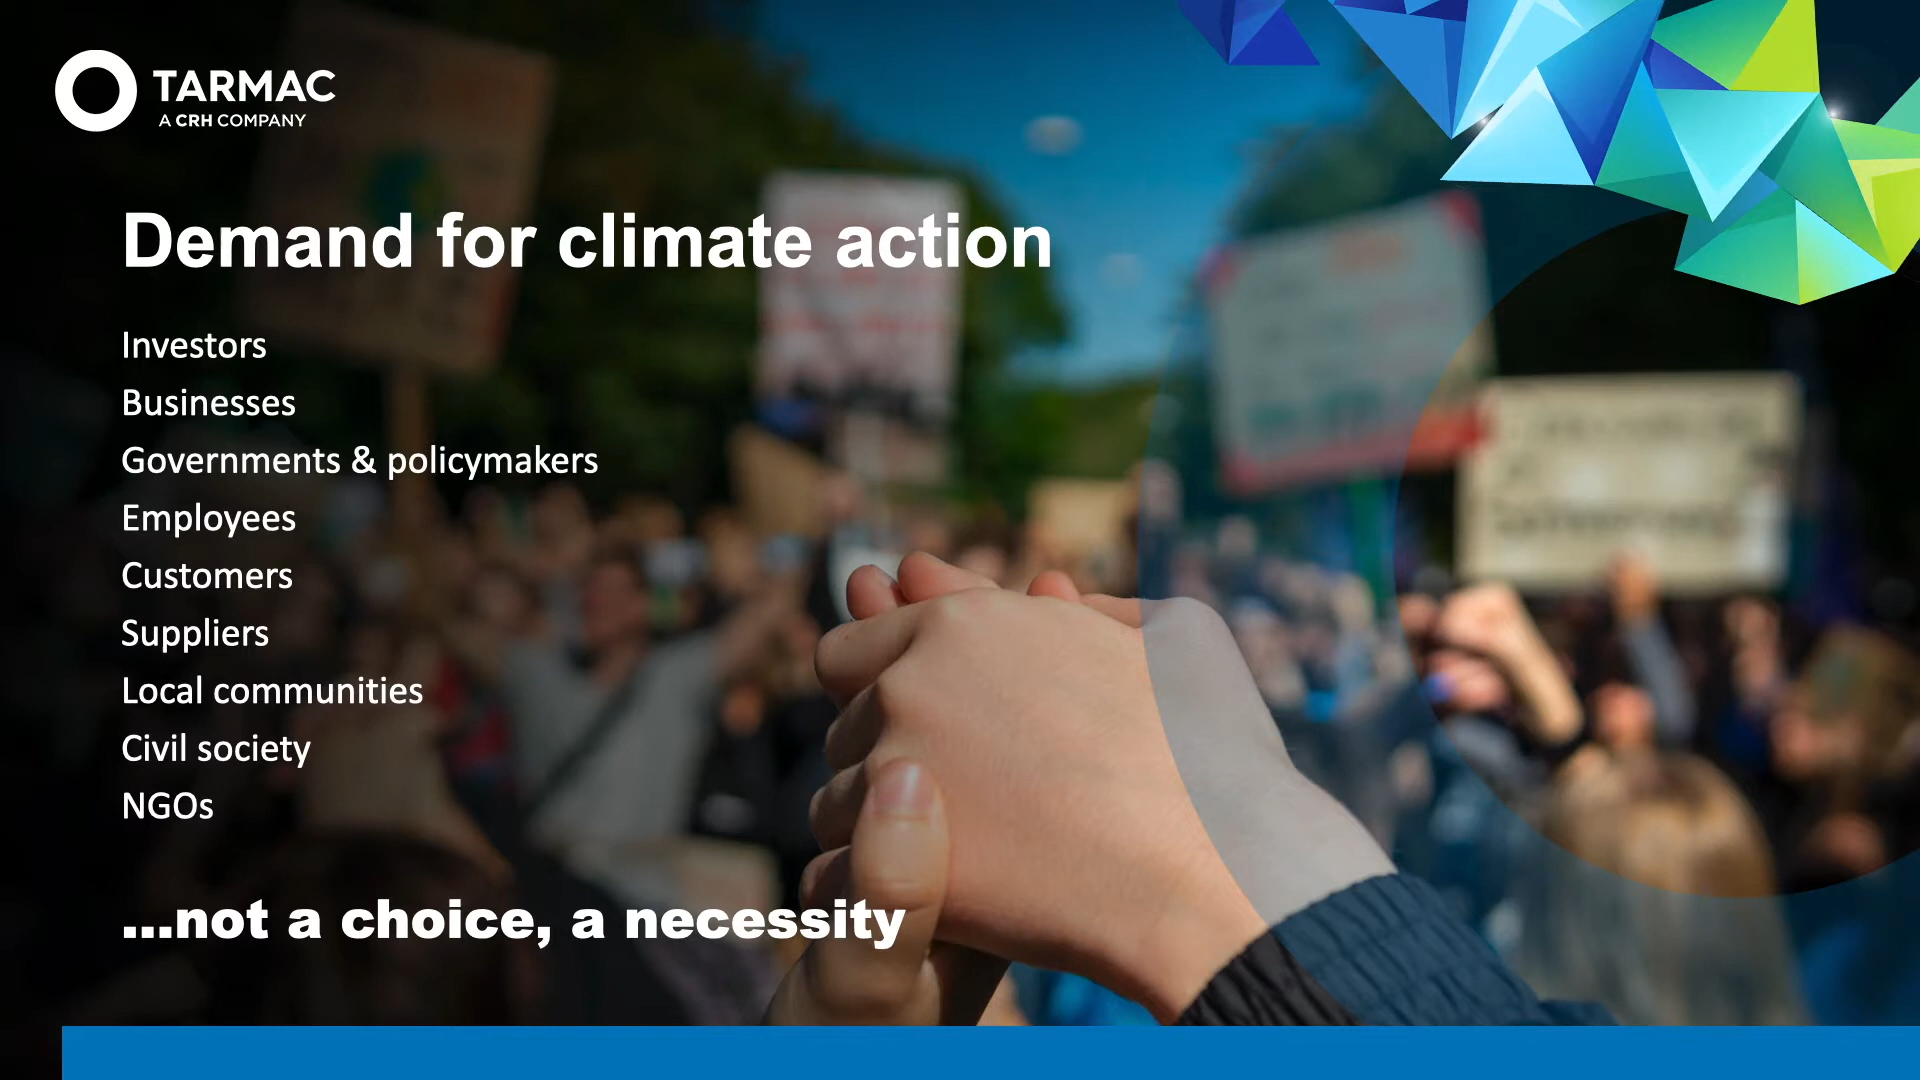 TARMAC
A CRH COMPANY
Demand for climate action
Investors
Businesses
Governments & policymakers
Employees
Customers
Suppliers
Local communities
Civil society
NGOs
...not a choice, a necessity